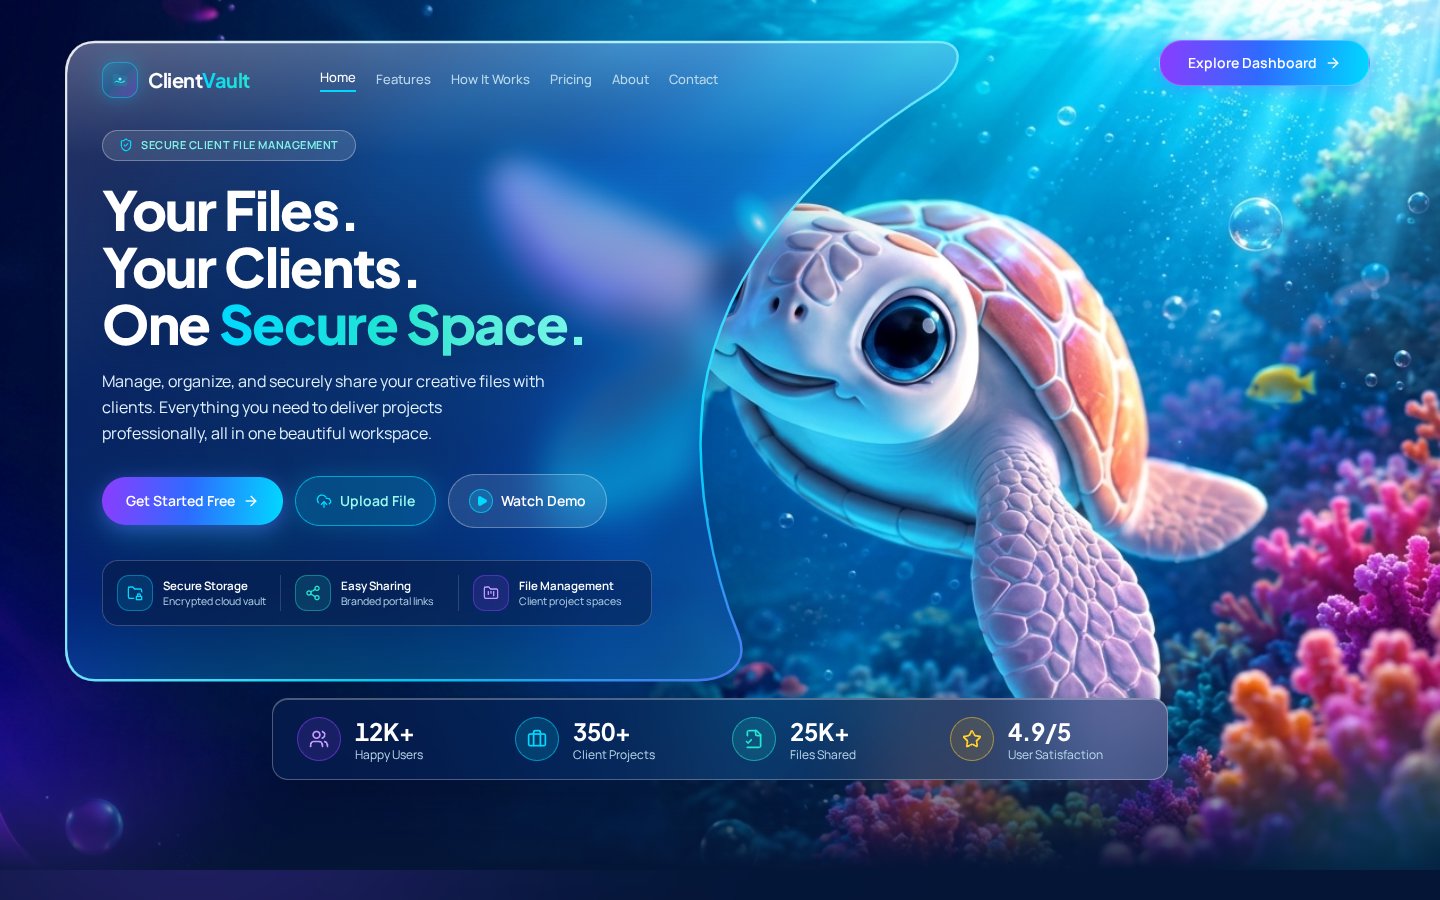 ClientVault
Home
Features
How It Works
Pricing
About
Contact
Explore Dashboard
SECURE CLIENT FILE MANAGEMENT
Your Files.
Your Clients.
One Secure Space.
Manage, organize, and securely share your creative files with
clients. Everything you need to deliver projects
professionally, all in one beautiful workspace.
Get Started Free
Upload File
Watch Demo
Secure Storage
Encrypted cloud vault
Easy Sharing
Branded portal links
File Management
Client project spaces
12K+
Happy Users
350+
Client Projects
25K+
Files Shared
4.9/5
User Satisfaction